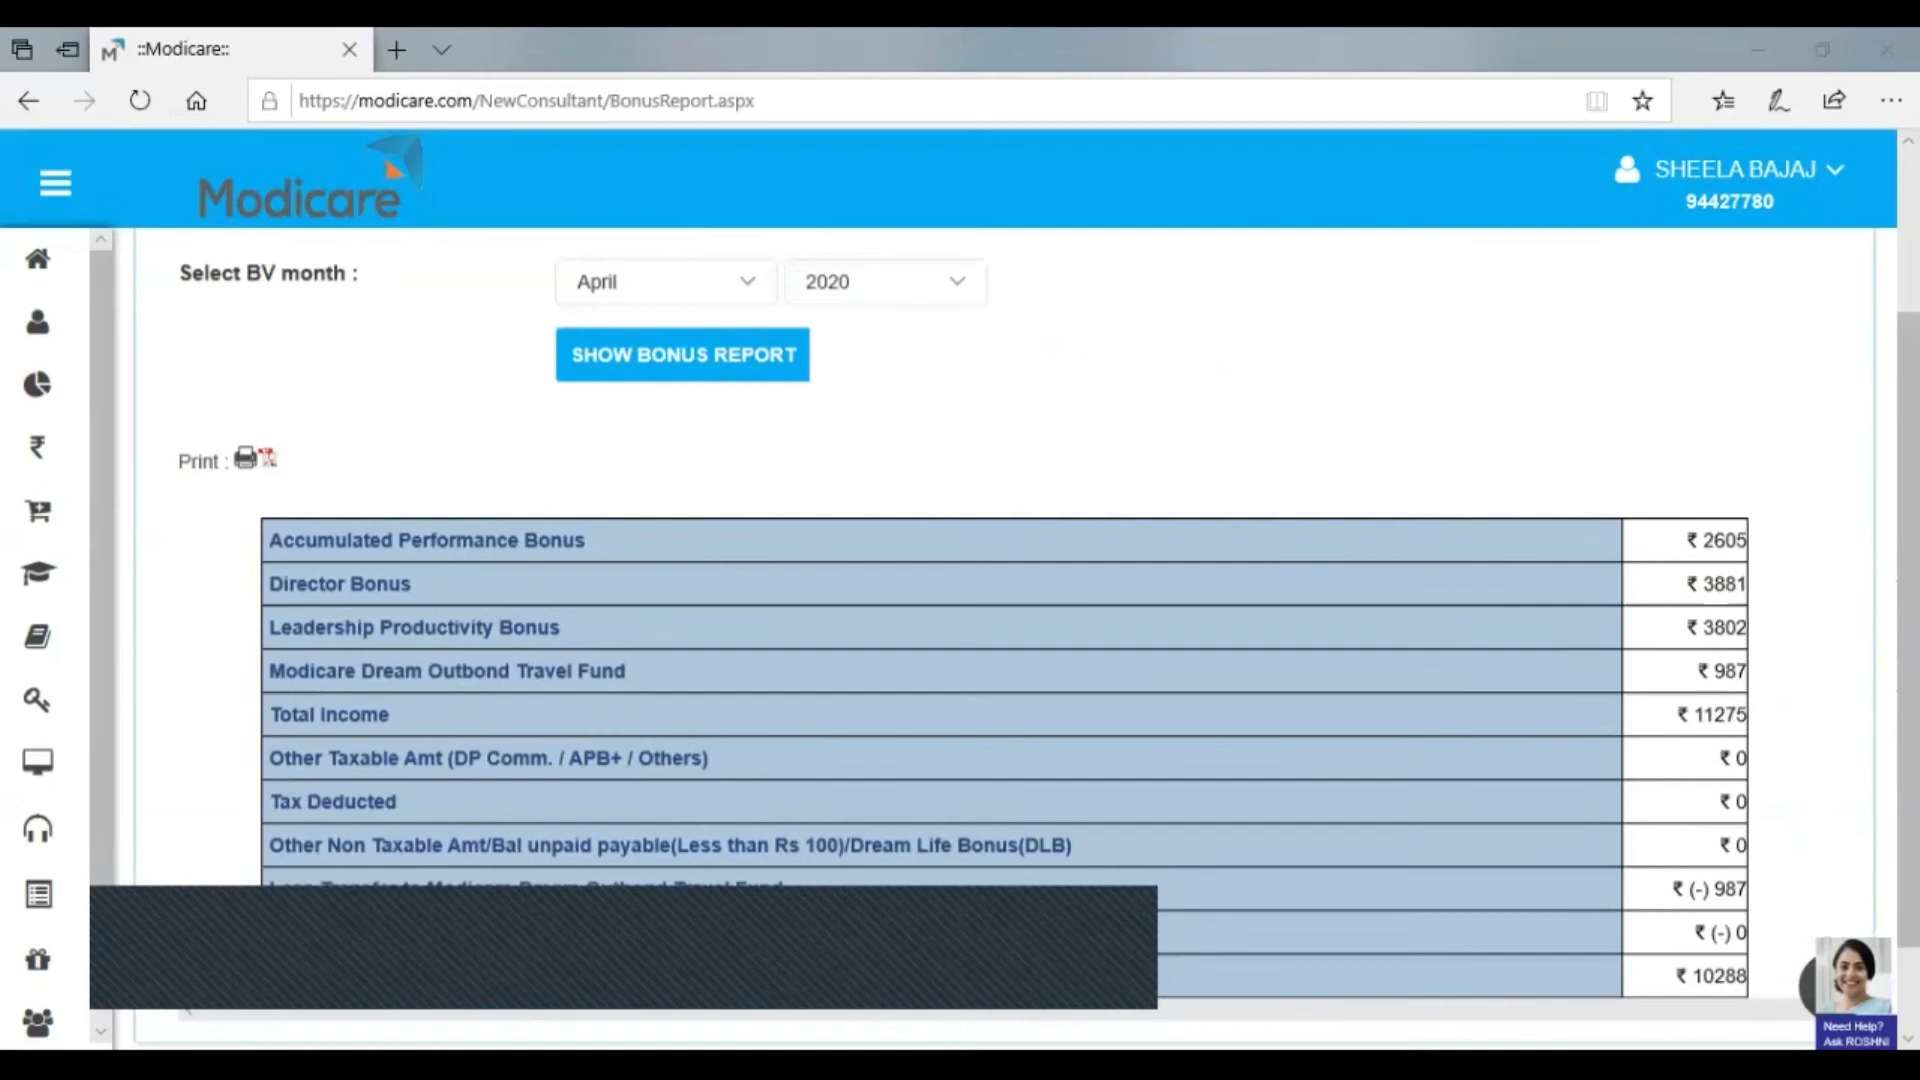 ::Modicare::
https://modicare.com/NewConsultant/BonusReport.aspx
Modicare
SHEELA BAJAJ
94427780
Select BV month :
April
2020
SHOW BONUS REPORT
Print :
Accumulated Performance Bonus ₹ 2605
Director Bonus ₹ 3881
Leadership Productivity Bonus ₹ 3802
Modicare Dream Outbond Travel Fund ₹ 987
Total Income ₹ 11275
Other Taxable Amt (DP Comm. / APB+ / Others) ₹ 0
Tax Deducted ₹ 0
Other Non Taxable Amt/Bal unpaid payable(Less than Rs 100)/Dream Life Bonus(DLB) ₹ 0
₹ (-) 987
₹ (-) 0
₹ 10288
Need Help?
Ask ROSHNI